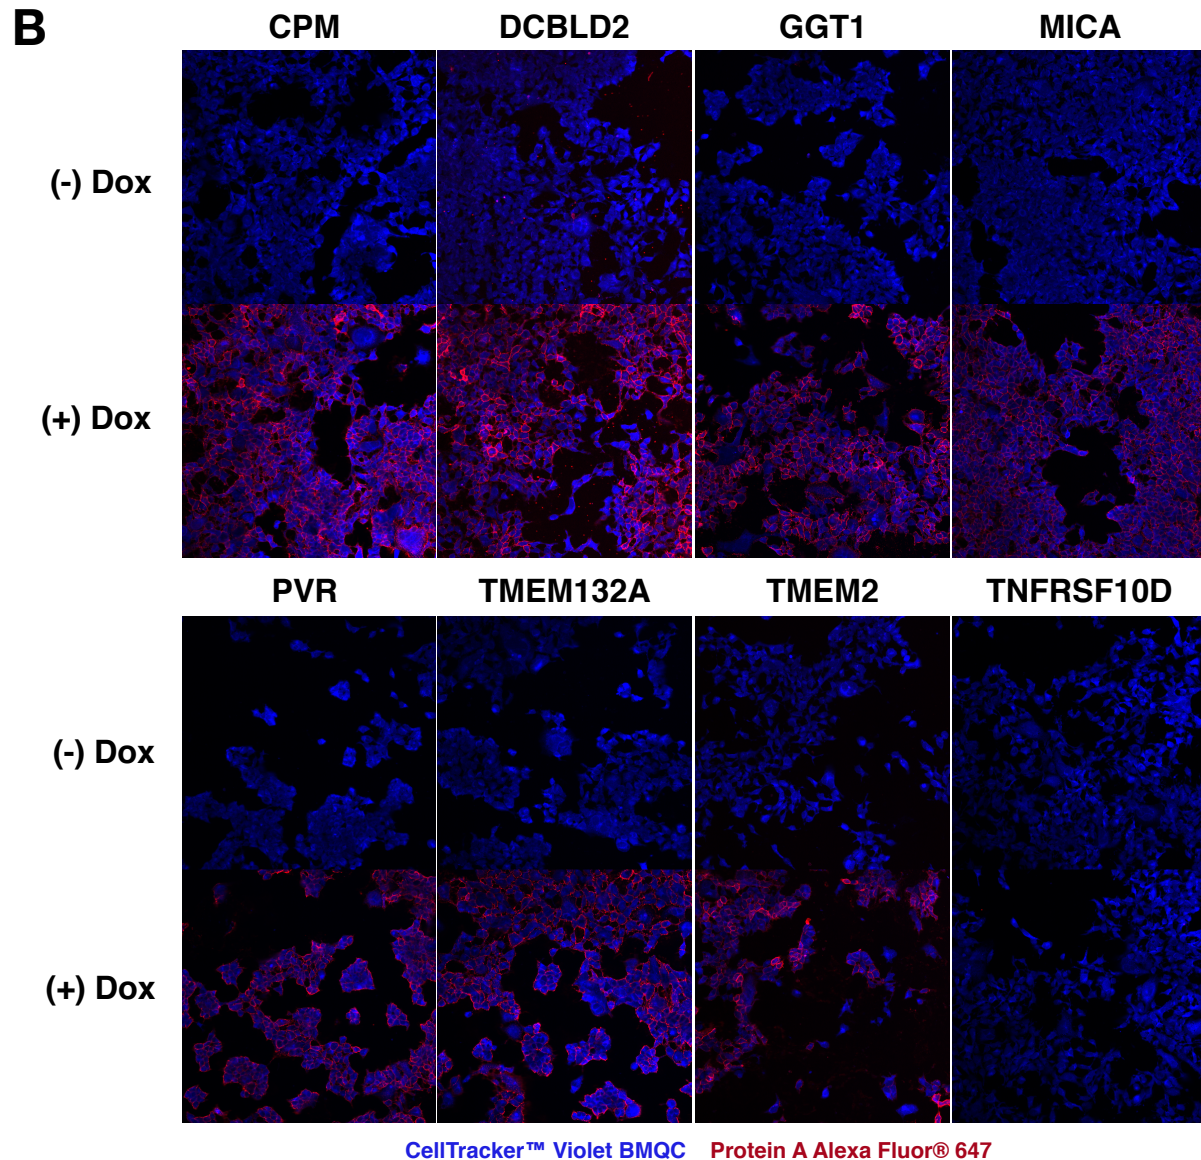 B
CPM DCBLD2 GGT1 MICA
(-) Dox
(+) Dox
PVR TMEM132A TMEM2 TNFRSF10D
(-) Dox
(+) Dox
CellTracker™ Violet BMQC Protein A Alexa Fluor® 647